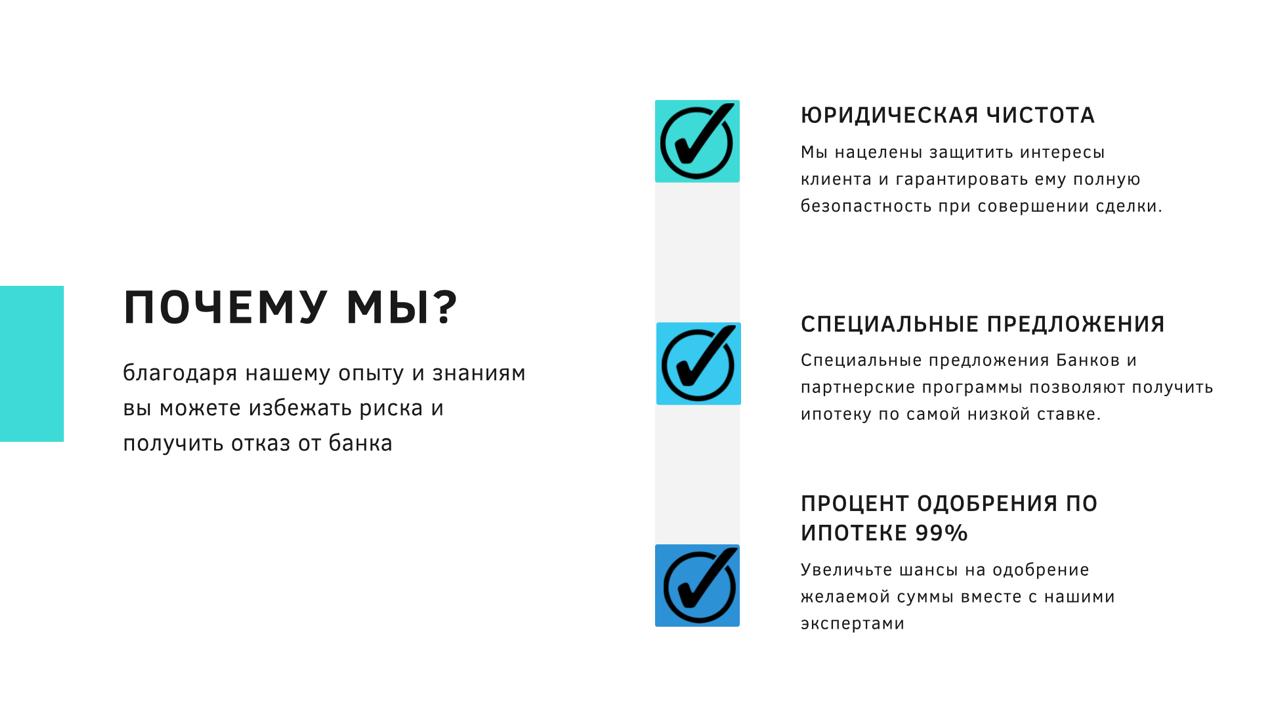 ПОЧЕМУ МЫ?
благодаря нашему опыту и знаниям
вы можете избежать риска и
получить отказ от банка
ЮРИДИЧЕСКАЯ ЧИСТОТА
Мы нацелены защитить интересы
клиента и гарантировать ему полную
безопастность при совершении сделки.
СПЕЦИАЛЬНЫЕ ПРЕДЛОЖЕНИЯ
Специальные предложения Банков и
партнерские программы позволяют получить
ипотеку по самой низкой ставке.
ПРОЦЕНТ ОДОБРЕНИЯ ПО
ИПОТЕКЕ 99%
Увеличьте шансы на одобрение
желаемой суммы вместе с нашими
экспертами